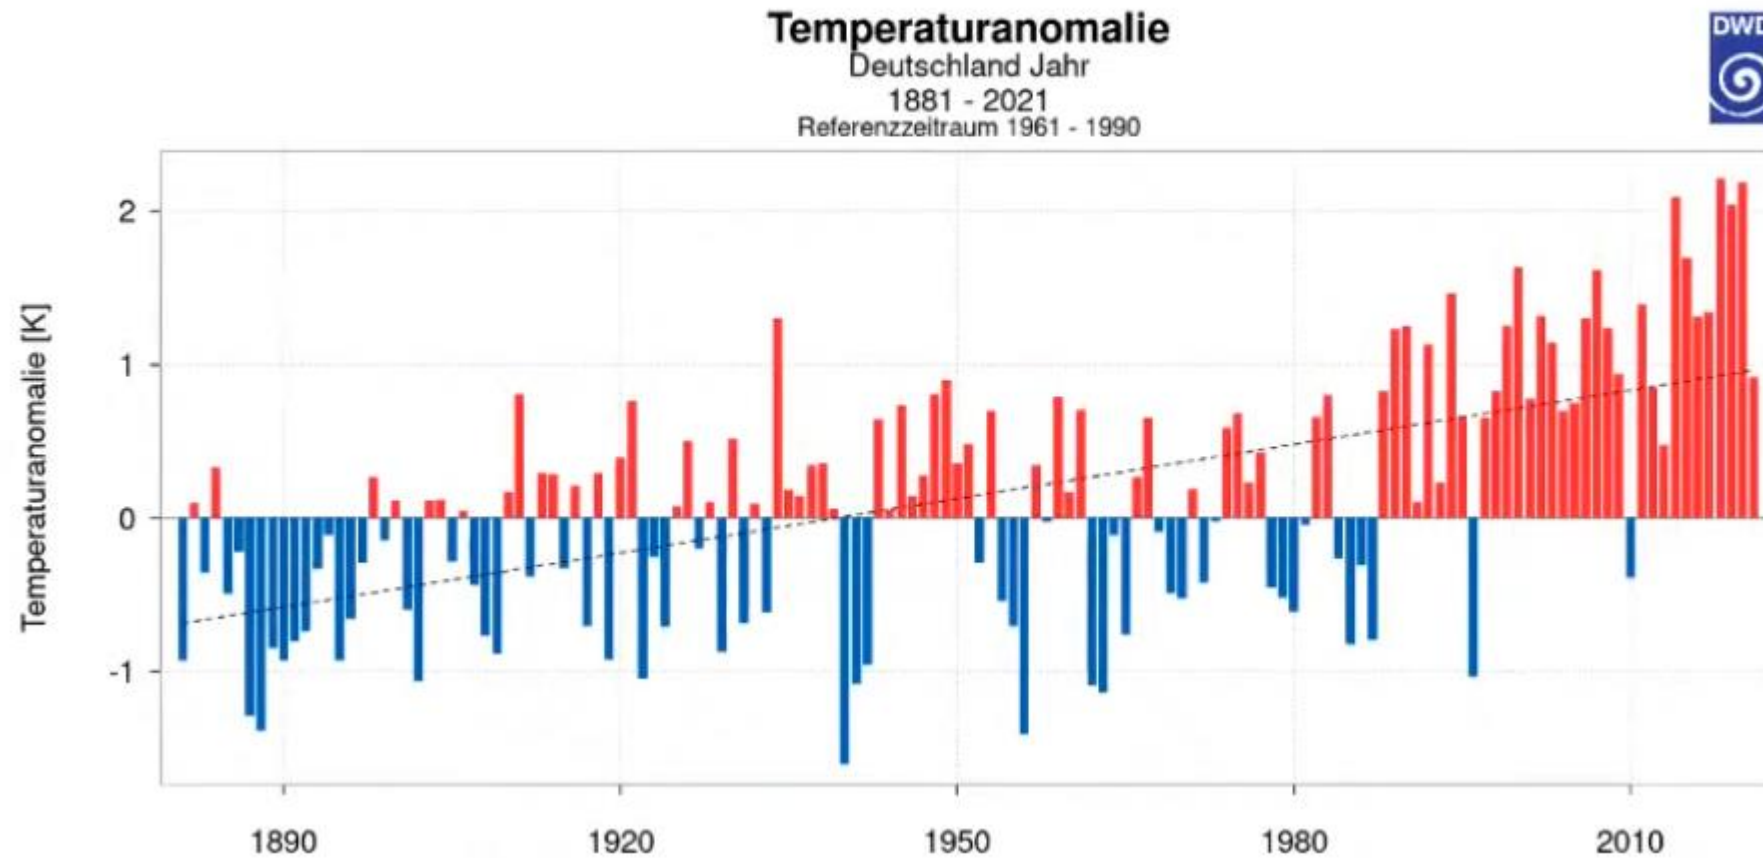 Temperaturanomalie
Deutschland Jahr
1881 - 2021
Referenzzeitraum 1961 - 1990
DWD
Temperaturanomalie [K]
2
1
0
-1
1890
1920
1950
1980
2010